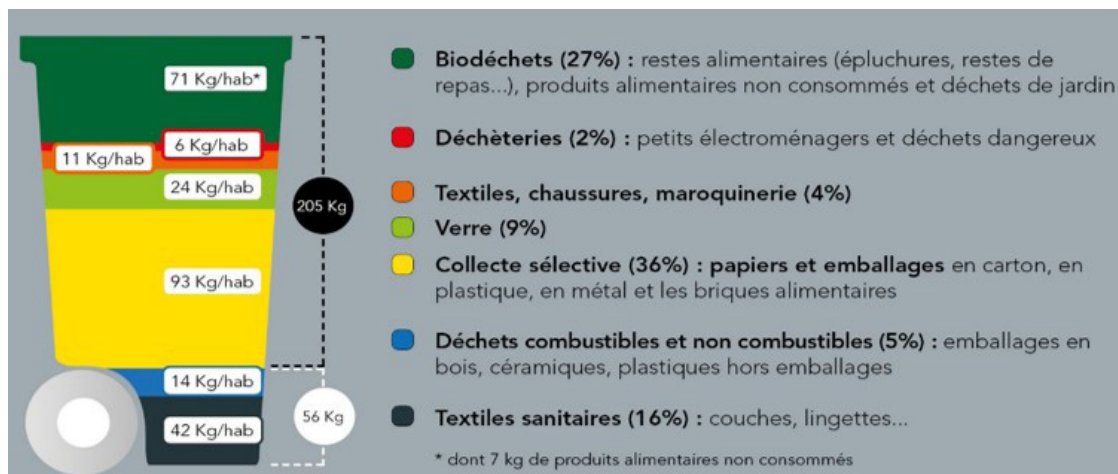 71 Kg/hab*
6 Kg/hab
11 Kg/hab
24 Kg/hab
205 Kg
93 Kg/hab
14 Kg/hab
56 Kg
42 Kg/hab
Biodéchets (27%) : restes alimentaires (épluchures, restes de
repas...), produits alimentaires non consommés et déchets de jardin
Déchèteries (2%) : petits électroménagers et déchets dangereux
Textiles, chaussures, maroquinerie (4%)
Verre (9%)
Collecte sélective (36%) : papiers et emballages en carton, en
plastique, en métal et les briques alimentaires
Déchets combustibles et non combustibles (5%) : emballages en
bois, céramiques, plastiques hors emballages
Textiles sanitaires (16%) : couches, lingettes...
* dont 7 kg de produits alimentaires non consommés